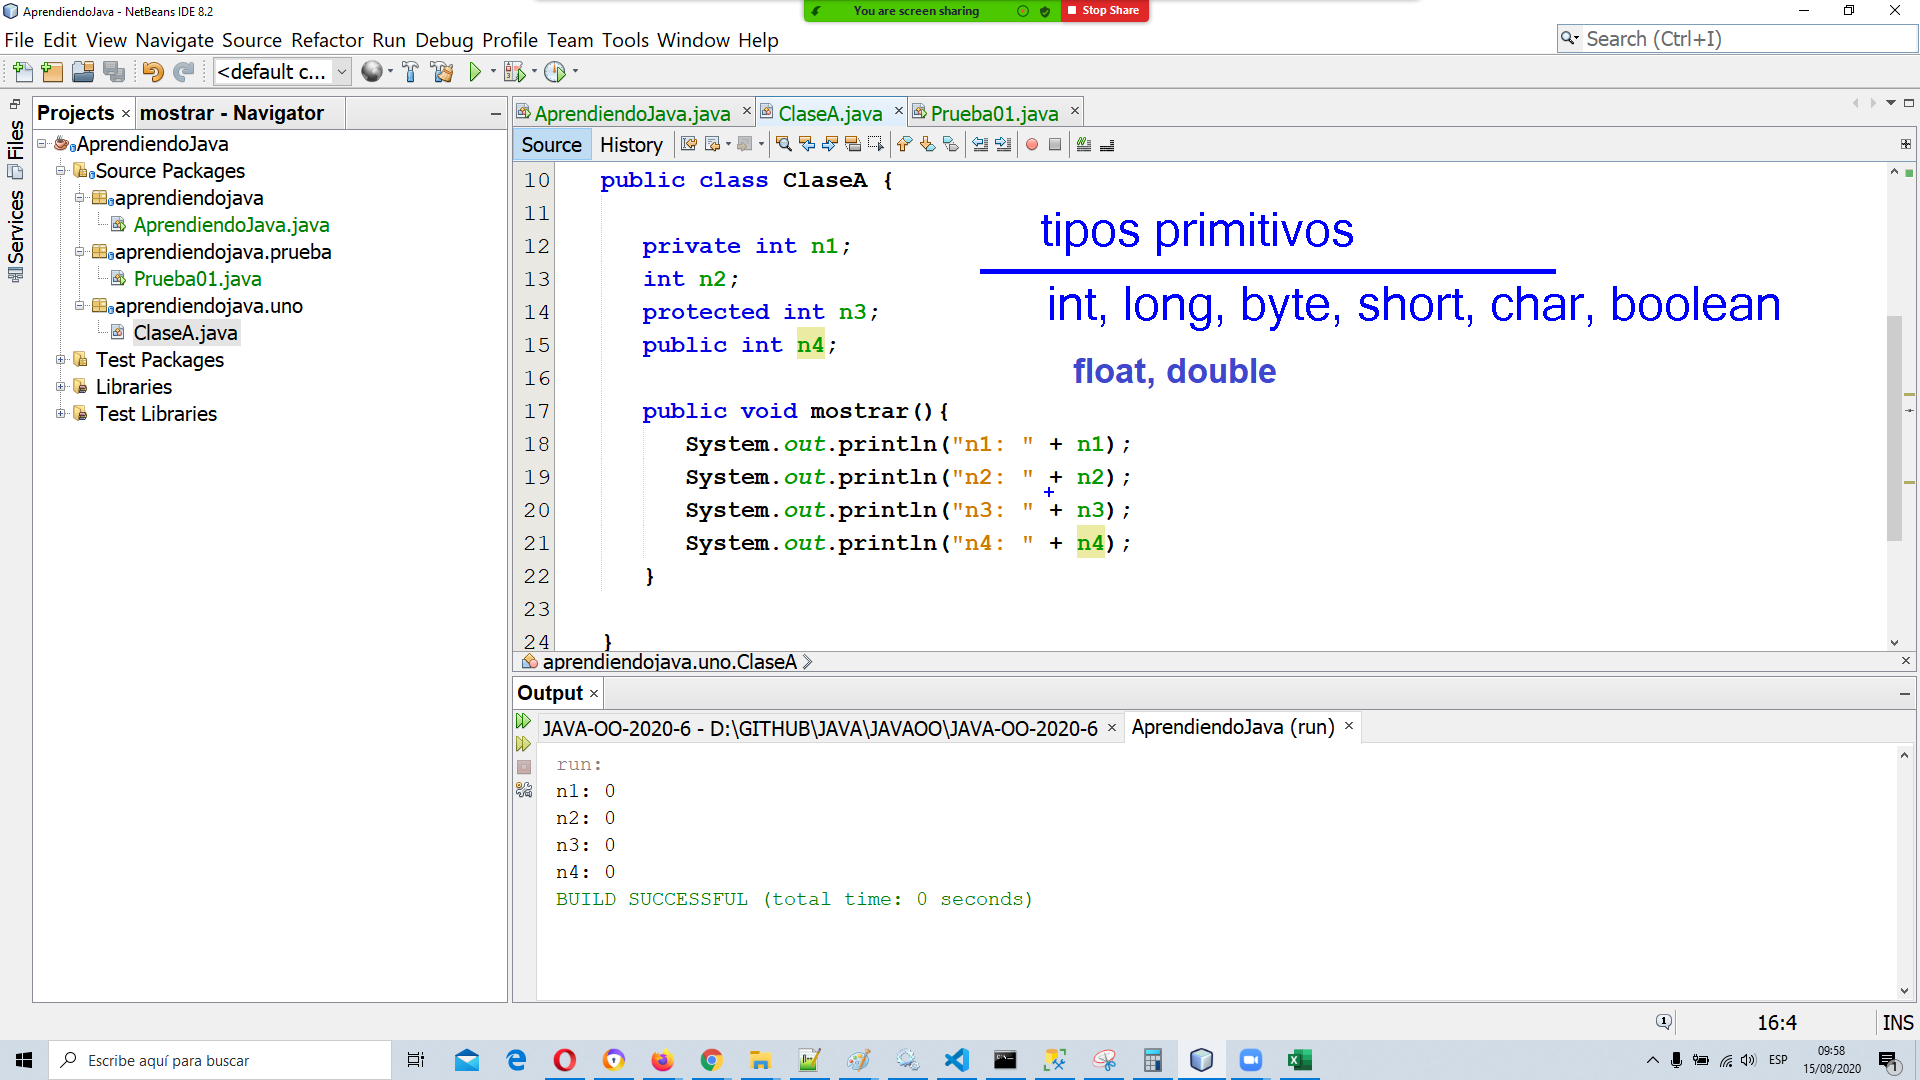 AprendiendoJava - NetBeans IDE 8.2
You are screen sharing
Stop Share
File Edit View Navigate Source Refactor Run Debug Profile Team Tools Window Help
Search (Ctrl+I)
<default c...
Files
Services
Projects
mostrar - Navigator
AprendiendoJava
Source Packages
aprendiendojava
AprendiendoJava.java
aprendiendojava.prueba
Prueba01.java
aprendiendojava.uno
ClaseA.java
Test Packages
Libraries
Test Libraries
AprendiendoJava.java
ClaseA.java
Prueba01.java
Source
History
10 public class ClaseA {
11
12 private int n1;
13 int n2;
14 protected int n3;
15 public int n4;
16
17 public void mostrar(){
18 System.out.println("n1: " + n1);
19 System.out.println("n2: " + n2);
20 System.out.println("n3: " + n3);
21 System.out.println("n4: " + n4);
22 }
23
24 }
tipos primitivos
int, long, byte, short, char, boolean
float, double
aprendiendojava.uno.ClaseA
Output
JAVA-OO-2020-6 - D:\GITHUB\JAVA\JAVAOO\JAVA-OO-2020-6
AprendiendoJava (run)
run:
n1: 0
n2: 0
n3: 0
n4: 0
BUILD SUCCESSFUL (total time: 0 seconds)
16:4
INS
Escribe aquí para buscar
ESP
09:58
15/08/2020
1